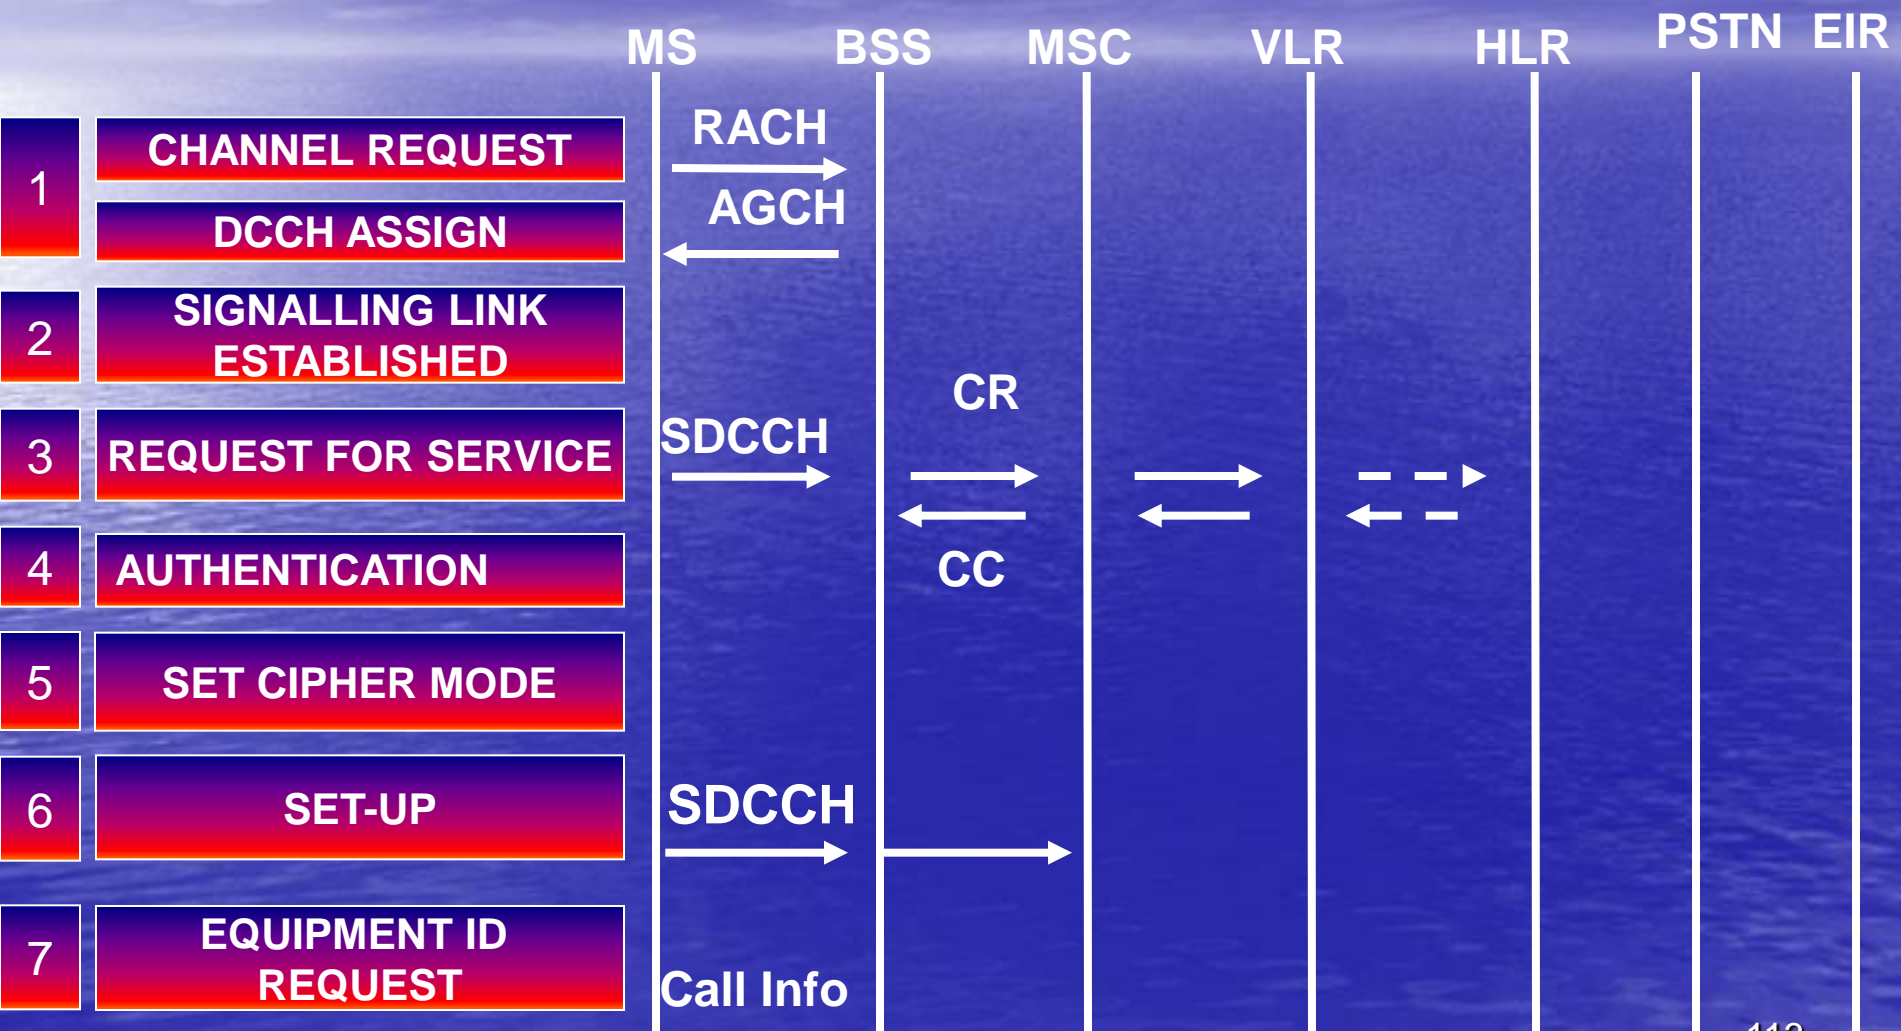 MS BSS MSC VLR HLR PSTN EIR
1
CHANNEL REQUEST
RACH
DCCH ASSIGN
AGCH
2
SIGNALLING LINK
ESTABLISHED
3
REQUEST FOR SERVICE
SDCCH
CR
4
AUTHENTICATION
CC
5
SET CIPHER MODE
6
SET-UP
SDCCH
7
EQUIPMENT ID
REQUEST
Call Info